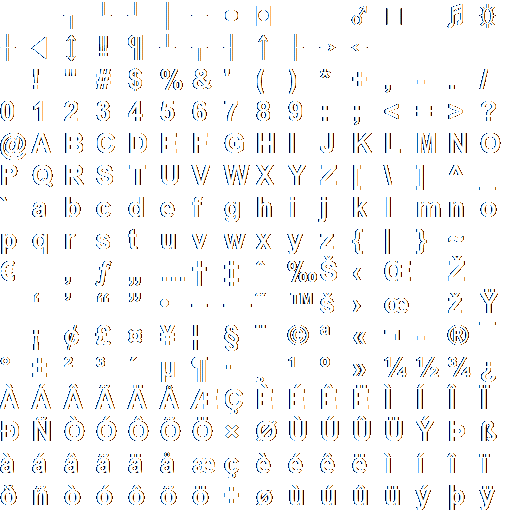 ┐ └ ┘ │ ─ • ◘ ♂ ♫ ¤
├ ◄ ↕ ‼ ¶ ┴ ┬ ┤ ↑ ├ → ←
! " # $ % & ' ( ) * + , - . /
0 1 2 3 4 5 6 7 8 9 : ; < = > ?
@ A B C D E F G H I J K L M N O
P Q R S T U V W X Y Z [ \ ] ^ _
` a b c d e f g h i j k l m n o
p q r s t u v w x y z { | } ~
€ ‚ ƒ „ … † ‡ ˆ ‰ Š ‹ Œ Ž
‘ ’ “ ” • – — ˜ ™ š › œ ž Ÿ
¡ ¢ £ ¤ ¥ ¦ § ¨ © ª « ¬ - ® ¯
° ± ² ³ ´ µ ¶ · ¸ ¹ º » ¼ ½ ¾ ¿
À Á Â Ã Ä Å Æ Ç È É Ê Ë Ì Í Î Ï
Ð Ñ Ò Ó Ô Õ Ö × Ø Ù Ú Û Ü Ý Þ ß
à á â ã ä å æ ç è é ê ë ì í î ï
ð ñ ò ó ô õ ö ÷ ø ù ú û ü ý þ ÿ